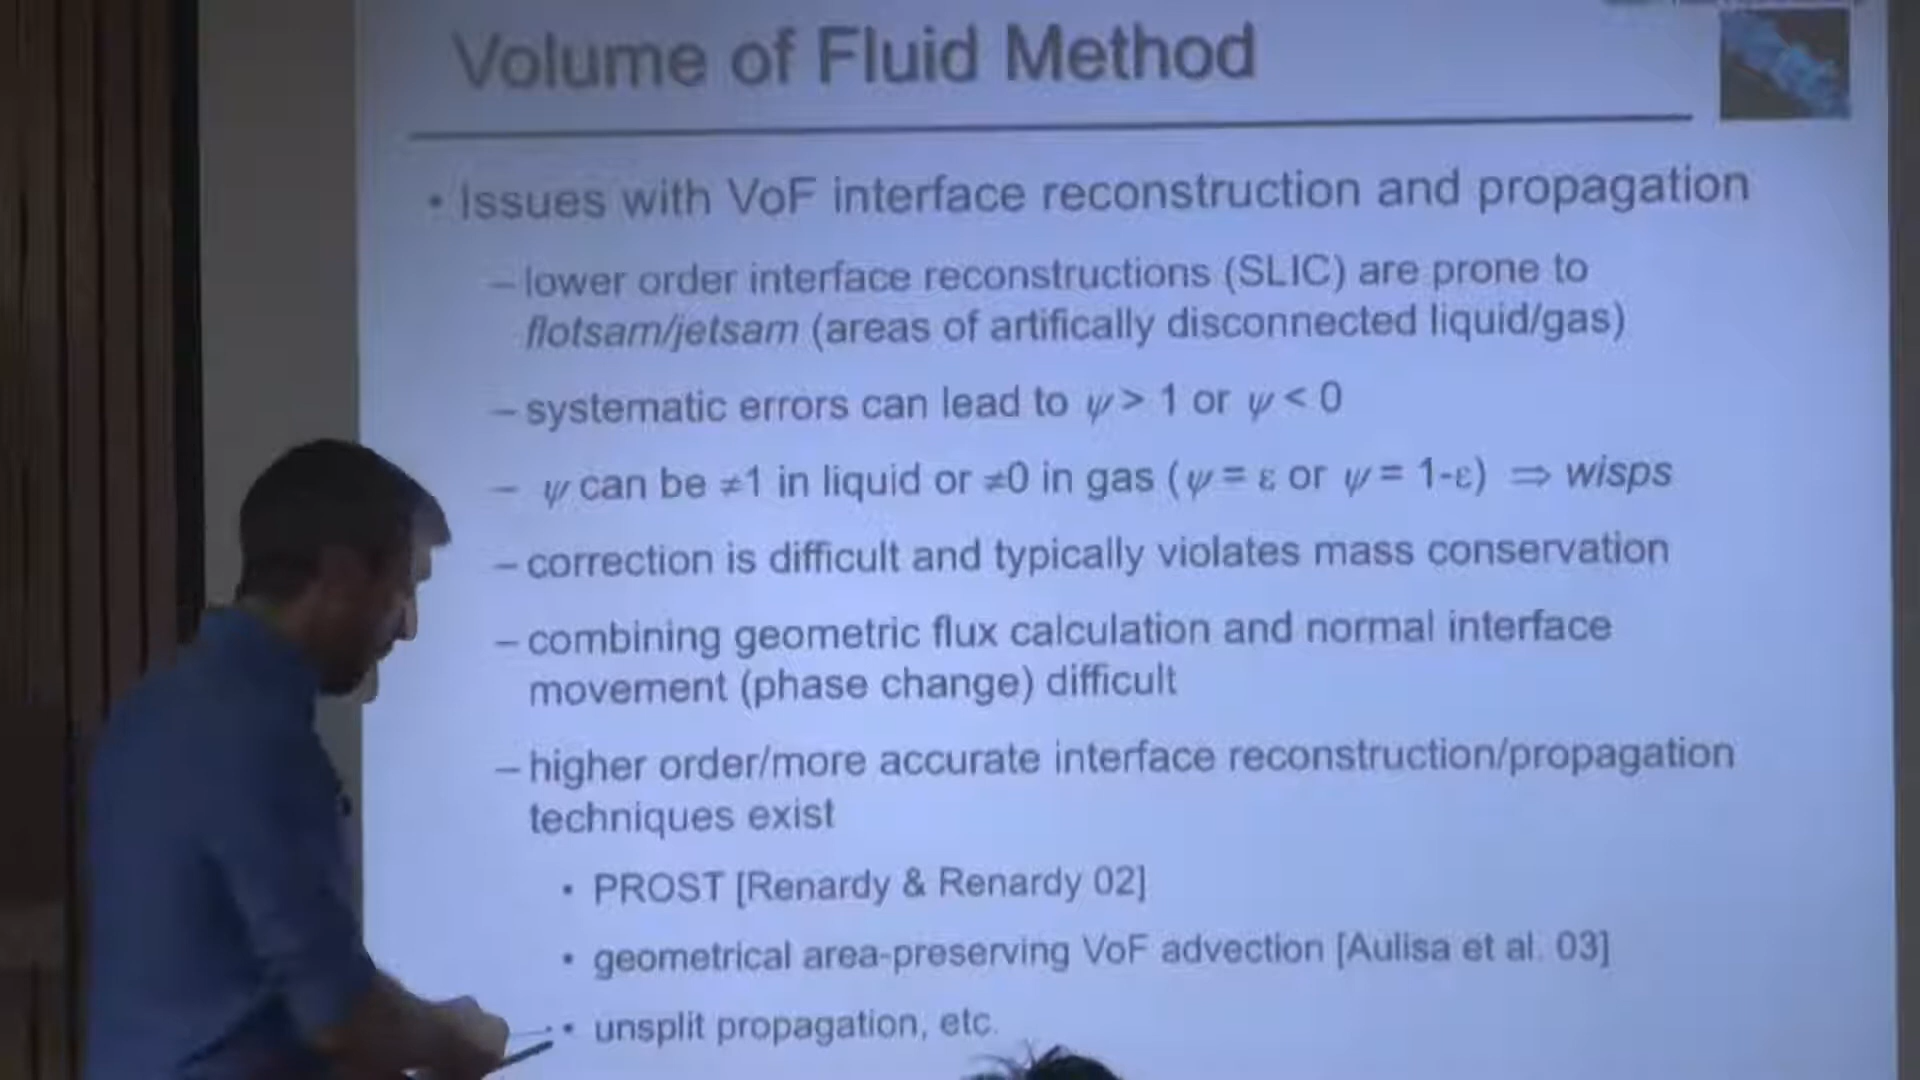 Volume of Fluid Method
• Issues with VoF interface reconstruction and propagation
– lower order interface reconstructions (SLIC) are prone to
flotsam/jetsam (areas of artifically disconnected liquid/gas)
– systematic errors can lead to ψ > 1 or ψ < 0
– ψ can be ≠1 in liquid or ≠0 in gas (ψ = ε or ψ = 1-ε) ⇒ wisps
– correction is difficult and typically violates mass conservation
– combining geometric flux calculation and normal interface
movement (phase change) difficult
– higher order/more accurate interface reconstruction/propagation
techniques exist
• PROST [Renardy & Renardy 02]
• geometrical area-preserving VoF advection [Aulisa et al. 03]
• unsplit propagation, etc.